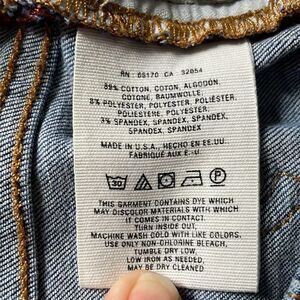 RN 65170 CA 32054
89% COTTON, COTON, ALGODON,
COTONE, BAUMWOLLE.
8% POLYESTER, POLYESTER, POLIÉSTER,
POLIESTERE, POLYESTER.
3% SPANDEX, SPANDEX, SPANDEX,
SPANDEX, SPANDEX.
MADE IN U.S.A., HECHO EN EE.UU.
FABRIQUÉ AUX É.-U.
30
P
THIS GARMENT CONTAINS DYE WHICH
MAY DISCOLOR MATERIALS WITH WHICH
IT COMES IN CONTACT.
TURN INSIDE OUT,
MACHINE WASH COLD WITH LIKE COLORS.
USE ONLY NON-CHLORINE BLEACH,
TUMBLE DRY LOW,
LOW IRON AS NEEDED.
MAY BE DRY CLEANED